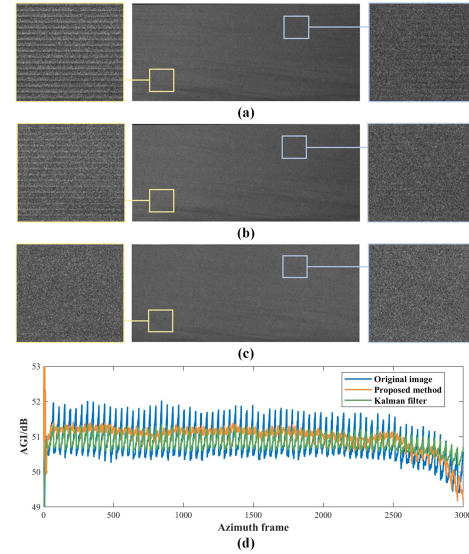 (a)
(b)
(c)
53
52
51
50
49
AGI/dB
Original image
Proposed method
Kalman filter
0 500 1000 1500 2000 2500 3000
Azimuth frame
(d)